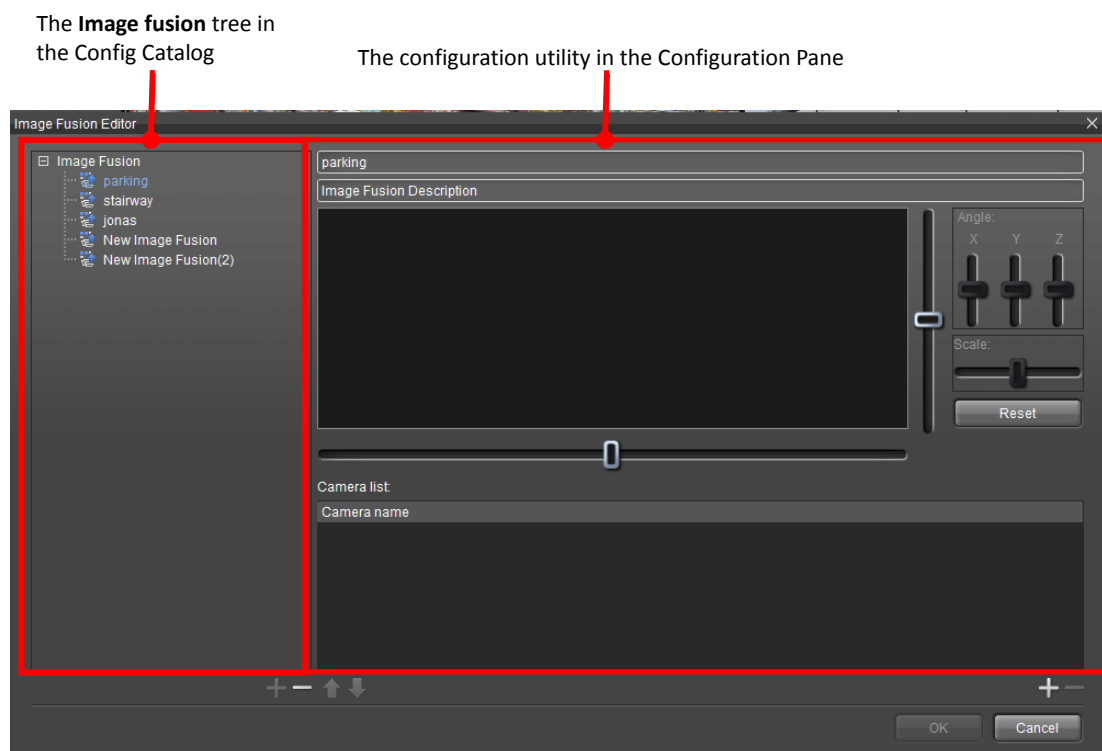 The Image fusion tree in
the Config Catalog
The configuration utility in the Configuration Pane
Image Fusion Editor
Image Fusion
parking
stairway
jonas
New Image Fusion
New Image Fusion(2)
parking
Image Fusion Description
Angle:
X Y Z
Scale:
Reset
Camera list:
Camera name
OK
Cancel